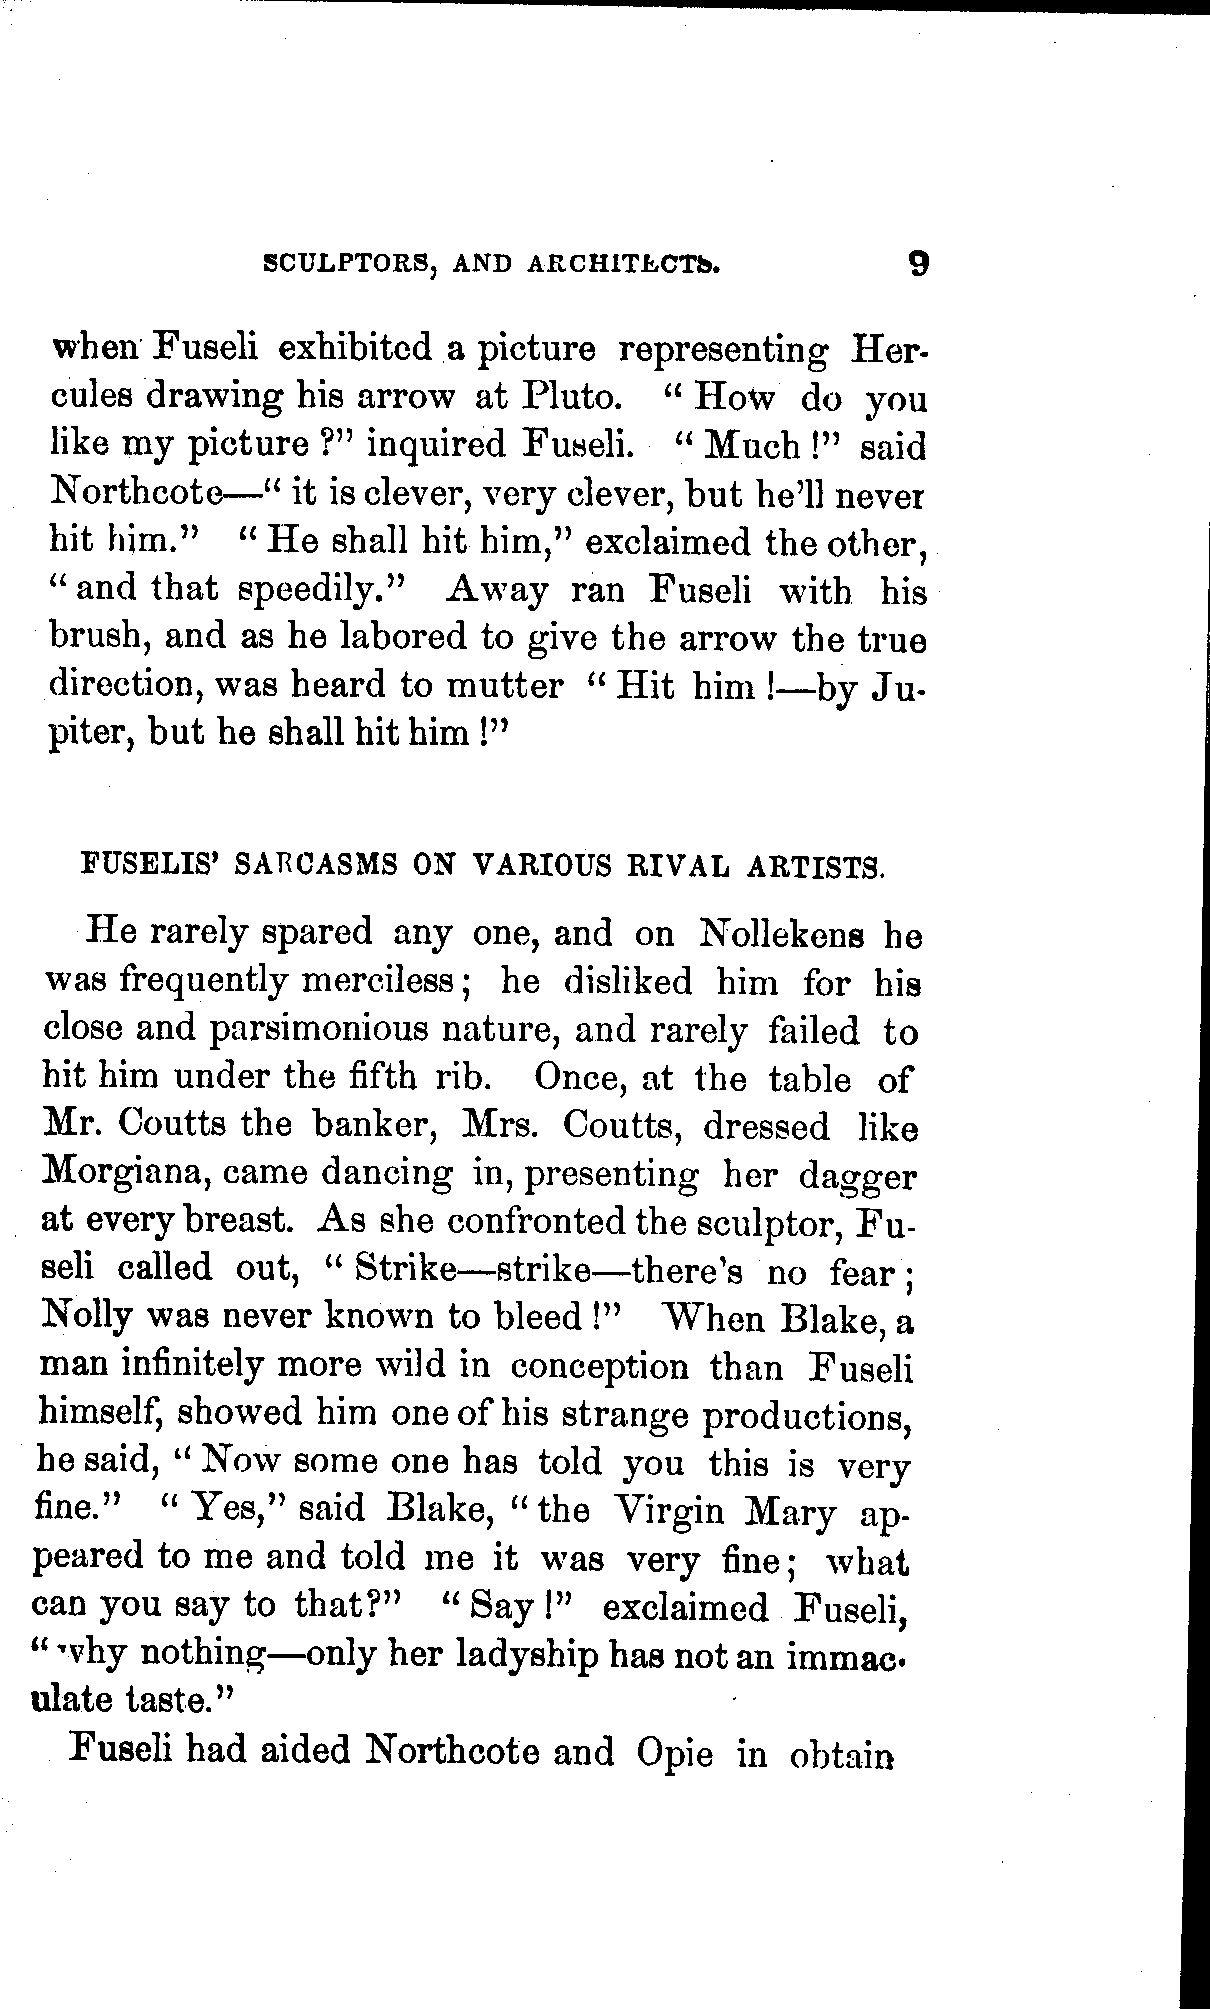 SCULPTORS, AND ARCHITECTS. 9
when Fuseli exhibited a picture representing Her-
cules drawing his arrow at Pluto. " How do you
like my picture ?" inquired Fuseli. " Much !" said
Northcote—" it is clever, very clever, but he'll never
hit him." " He shall hit him," exclaimed the other,
" and that speedily." Away ran Fuseli with his
brush, and as he labored to give the arrow the true
direction, was heard to mutter " Hit him !—by Ju-
piter, but he shall hit him !"
FUSELIS' SARCASMS ON VARIOUS RIVAL ARTISTS.
He rarely spared any one, and on Nollekens he
was frequently merciless; he disliked him for his
close and parsimonious nature, and rarely failed to
hit him under the fifth rib. Once, at the table of
Mr. Coutts the banker, Mrs. Coutts, dressed like
Morgiana, came dancing in, presenting her dagger
at every breast. As she confronted the sculptor, Fu-
seli called out, " Strike—strike—there's no fear;
Nolly was never known to bleed !" When Blake, a
man infinitely more wild in conception than Fuseli
himself, showed him one of his strange productions,
he said, " Now some one has told you this is very
fine." " Yes," said Blake, " the Virgin Mary ap-
peared to me and told me it was very fine; what
can you say to that?" " Say !" exclaimed Fuseli,
" why nothing—only her ladyship has not an immac-
ulate taste."
Fuseli had aided Northcote and Opie in obtain